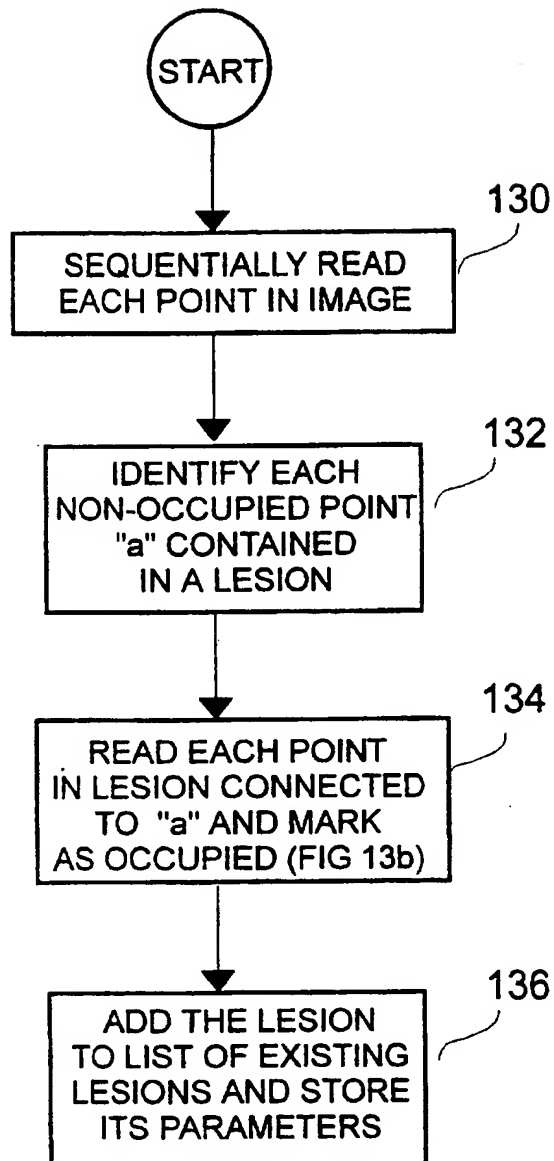 START
130
SEQUENTIALLY READ
EACH POINT IN IMAGE
132
IDENTIFY EACH
NON-OCCUPIED POINT
"a" CONTAINED
IN A LESION
134
READ EACH POINT
IN LESION CONNECTED
TO "a" AND MARK
AS OCCUPIED (FIG 13b)
136
ADD THE LESION
TO LIST OF EXISTING
LESIONS AND STORE
ITS PARAMETERS